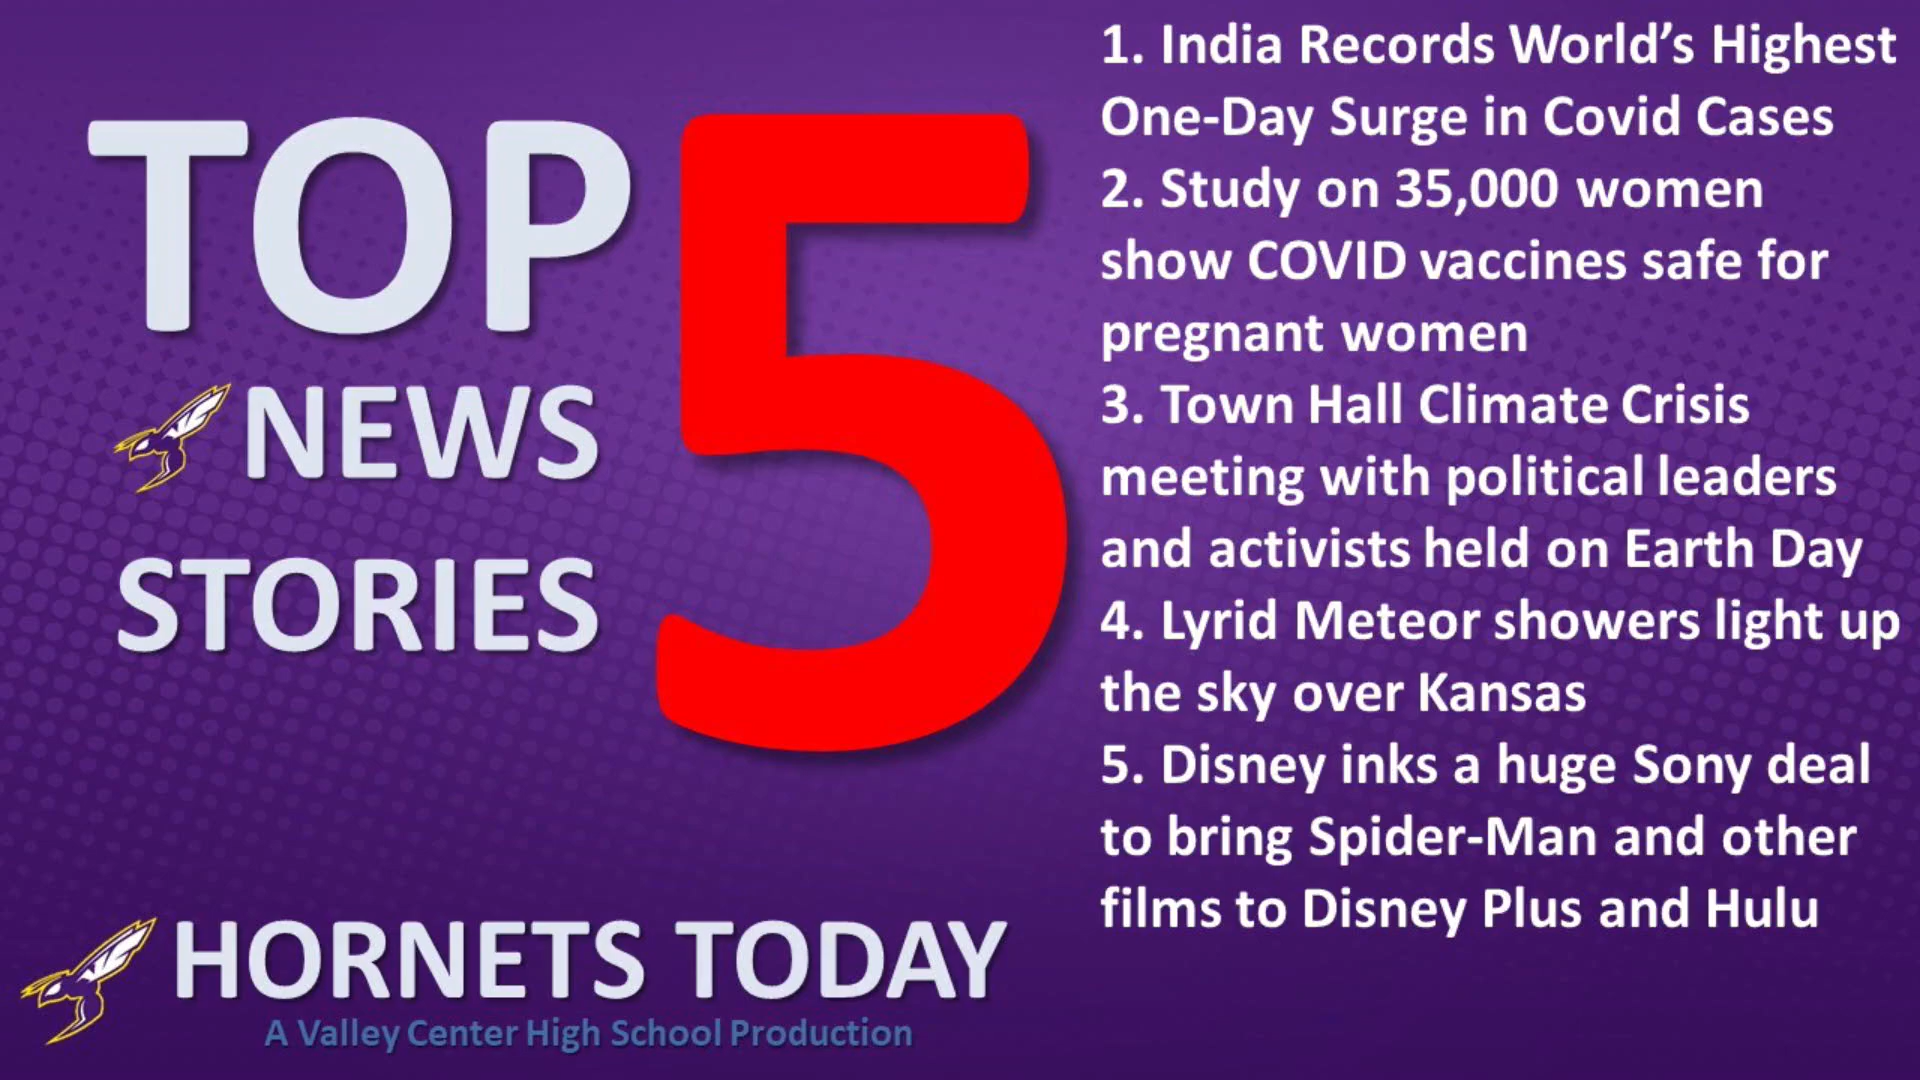 TOP 5
NEWS
STORIES
HORNETS TODAY
A Valley Center High School Production
1. India Records World's Highest
One-Day Surge in Covid Cases
2. Study on 35,000 women
show COVID vaccines safe for
pregnant women
3. Town Hall Climate Crisis
meeting with political leaders
and activists held on Earth Day
4. Lyrid Meteor showers light up
the sky over Kansas
5. Disney inks a huge Sony deal
to bring Spider-Man and other
films to Disney Plus and Hulu